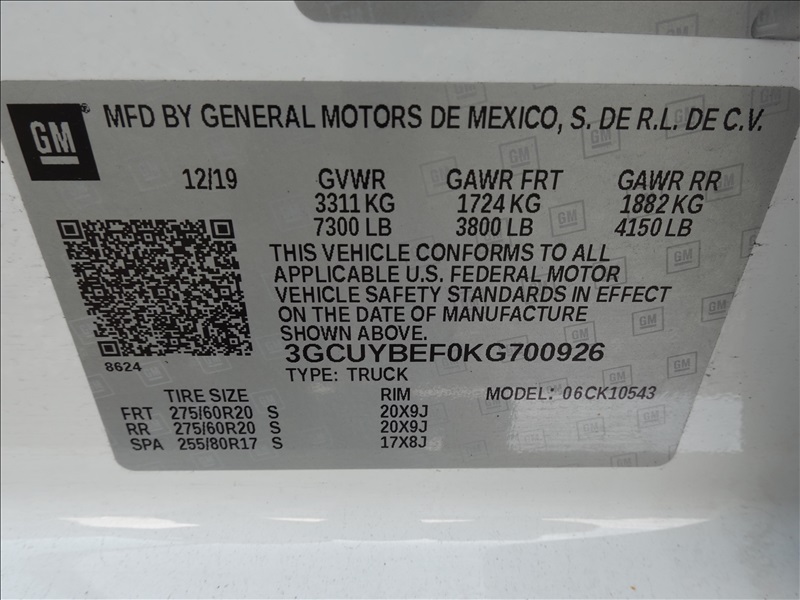 GM ® MFD BY GENERAL MOTORS DE MEXICO, S. DE R.L. DE C.V.
12/19 GVWR GAWR FRT GAWR RR
3311 KG 1724 KG 1882 KG
7300 LB 3800 LB 4150 LB
THIS VEHICLE CONFORMS TO ALL
APPLICABLE U.S. FEDERAL MOTOR
VEHICLE SAFETY STANDARDS IN EFFECT
ON THE DATE OF MANUFACTURE
SHOWN ABOVE.
3GCUYBEF0KG700926
8624
TYPE: TRUCK
TIRE SIZE RIM MODEL: 06CK10543
FRT 275/60R20 S 20X9J
RR 275/60R20 S 20X9J
SPA 255/80R17 S 17X8J